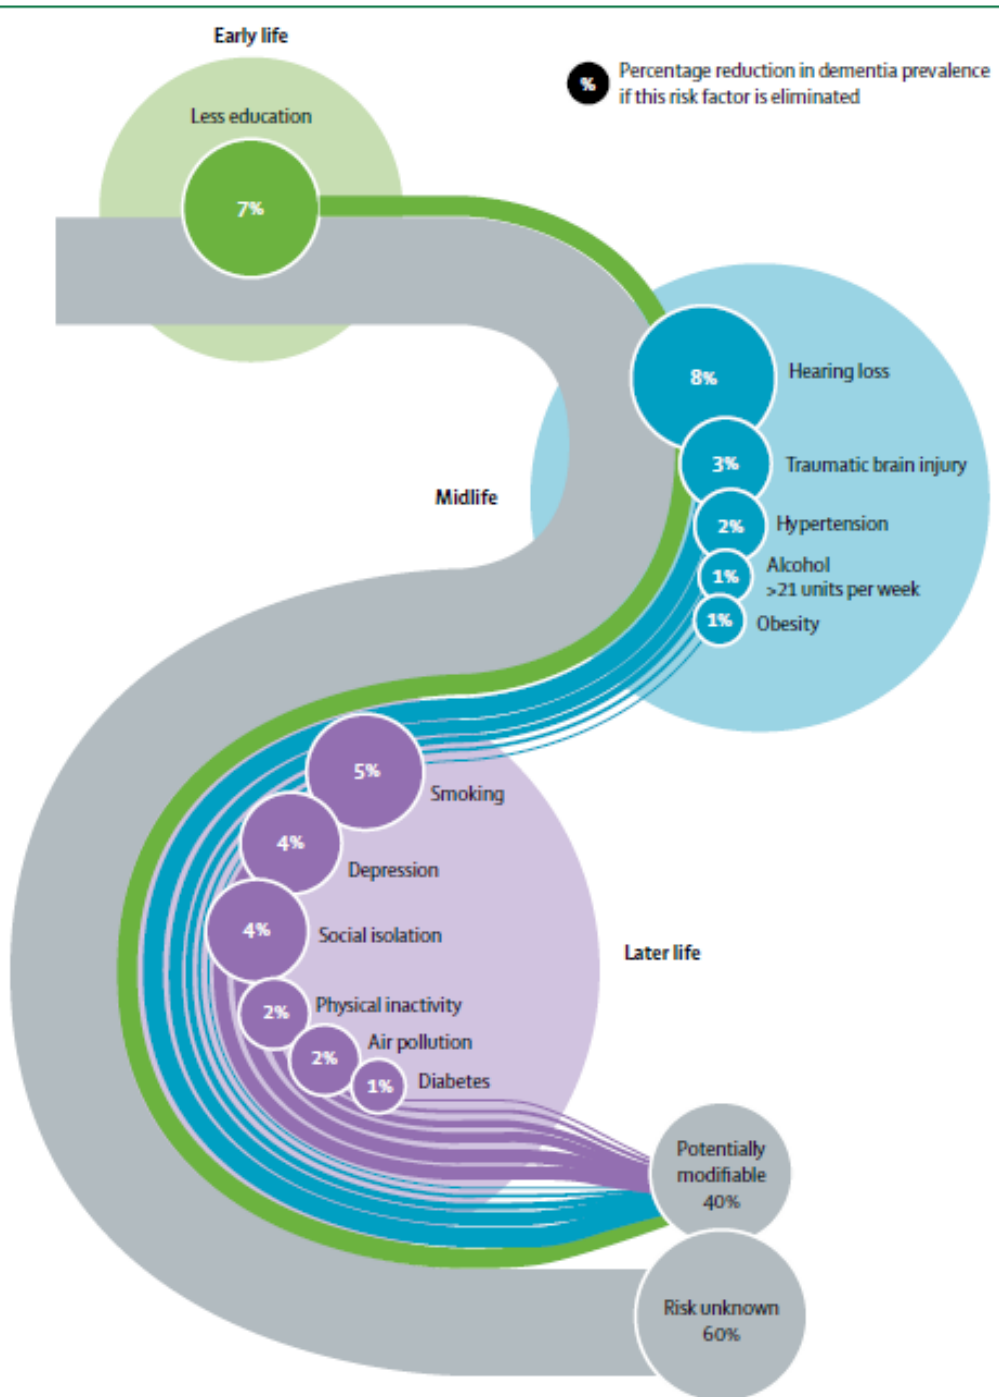 Early life
%
Percentage reduction in dementia prevalence
if this risk factor is eliminated
Less education
7%
8%
Hearing loss
3%
Traumatic brain injury
Midlife
2%
Hypertension
1%
Alcohol
>21 units per week
1%
Obesity
5%
Smoking
4%
Depression
4%
Social isolation
Later life
2%
Physical inactivity
2%
Air pollution
1%
Diabetes
Potentially
modifiable
40%
Risk unknown
60%